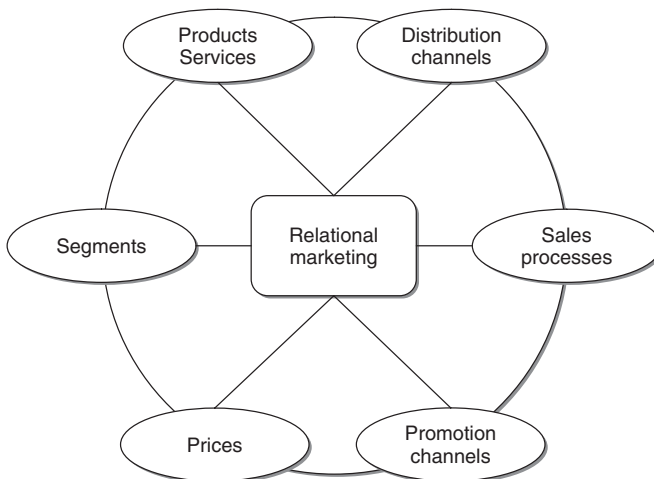 Products
Services
Distribution
channels
Segments
Relational
marketing
Sales
processes
Prices
Promotion
channels